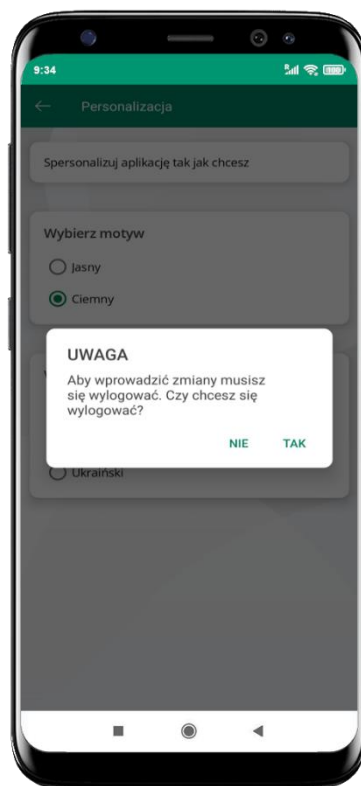 9:34
Personalizacja
Spersonalizuj aplikację tak jak chcesz
Wybierz motyw
Jasny
Ciemny
UWAGA
Aby wprowadzić zmiany musisz
się wylogować. Czy chcesz się
wylogować?
NIE TAK
Ukraiński